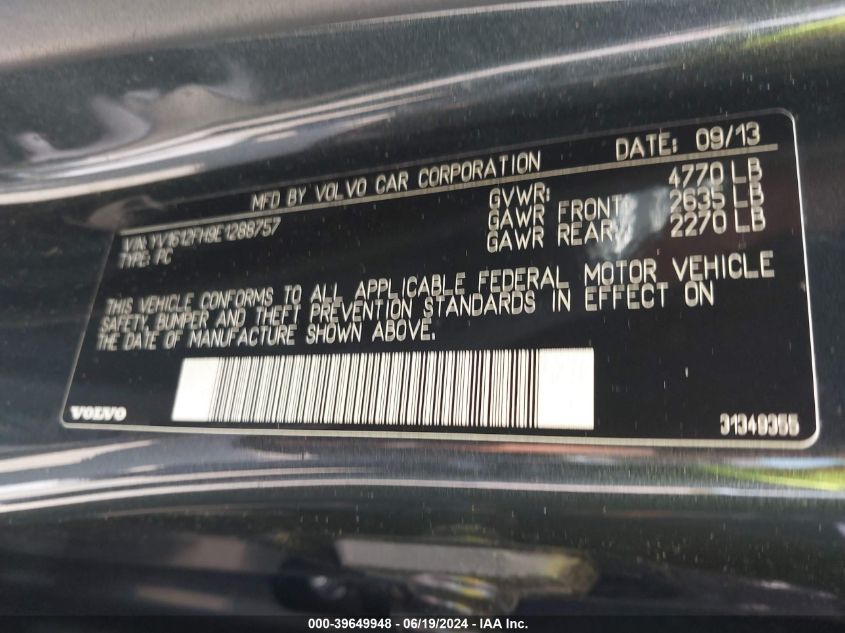 MFD BY VOLVO CAR CORPORATION DATE: 09/13
VIN: YV1612FH9E1288757 GVWR: 4770 LB
TYPE: PC GAWR FRONT: 2635 LB
GAWR REAR: 2270 LB
THIS VEHICLE CONFORMS TO ALL APPLICABLE FEDERAL MOTOR VEHICLE
SAFETY, BUMPER AND THEFT PREVENTION STANDARDS IN EFFECT ON
THE DATE OF MANUFACTURE SHOWN ABOVE.
VOLVO 31349355
000-39649948 - 06/19/2024 - IAA Inc.